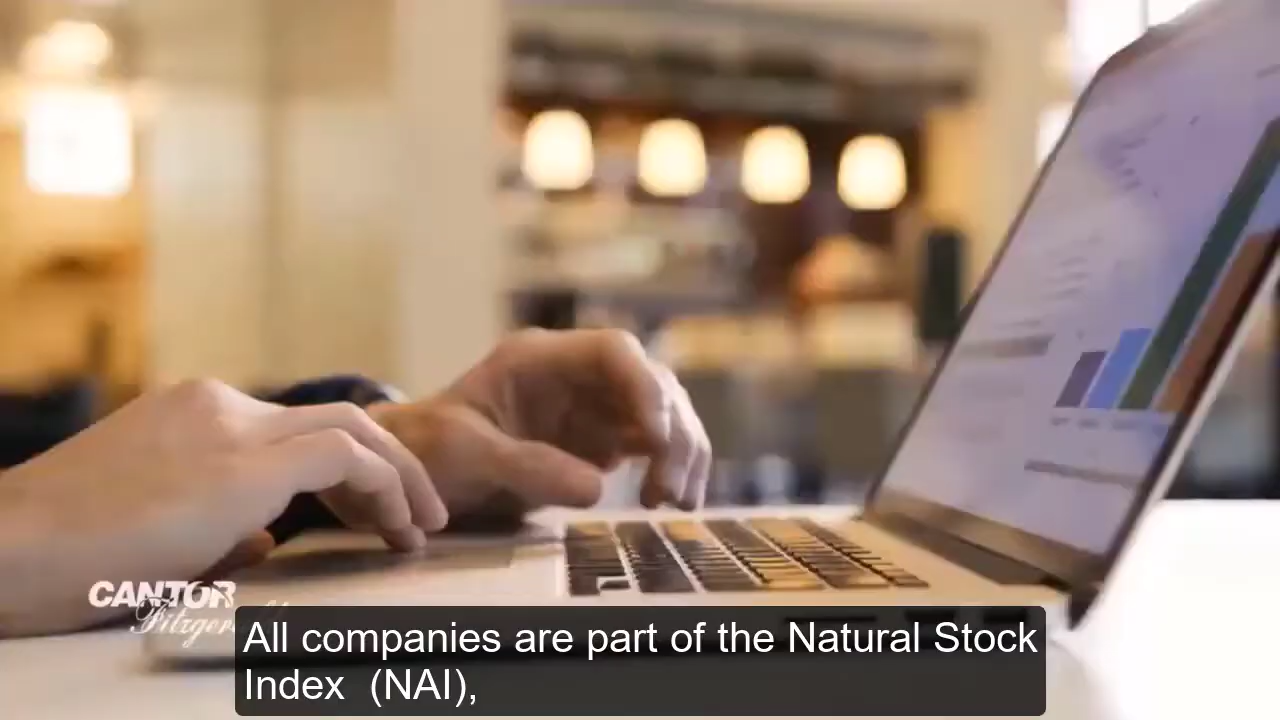 CANTOR
All companies are part of the Natural Stock
Index  (NAI),